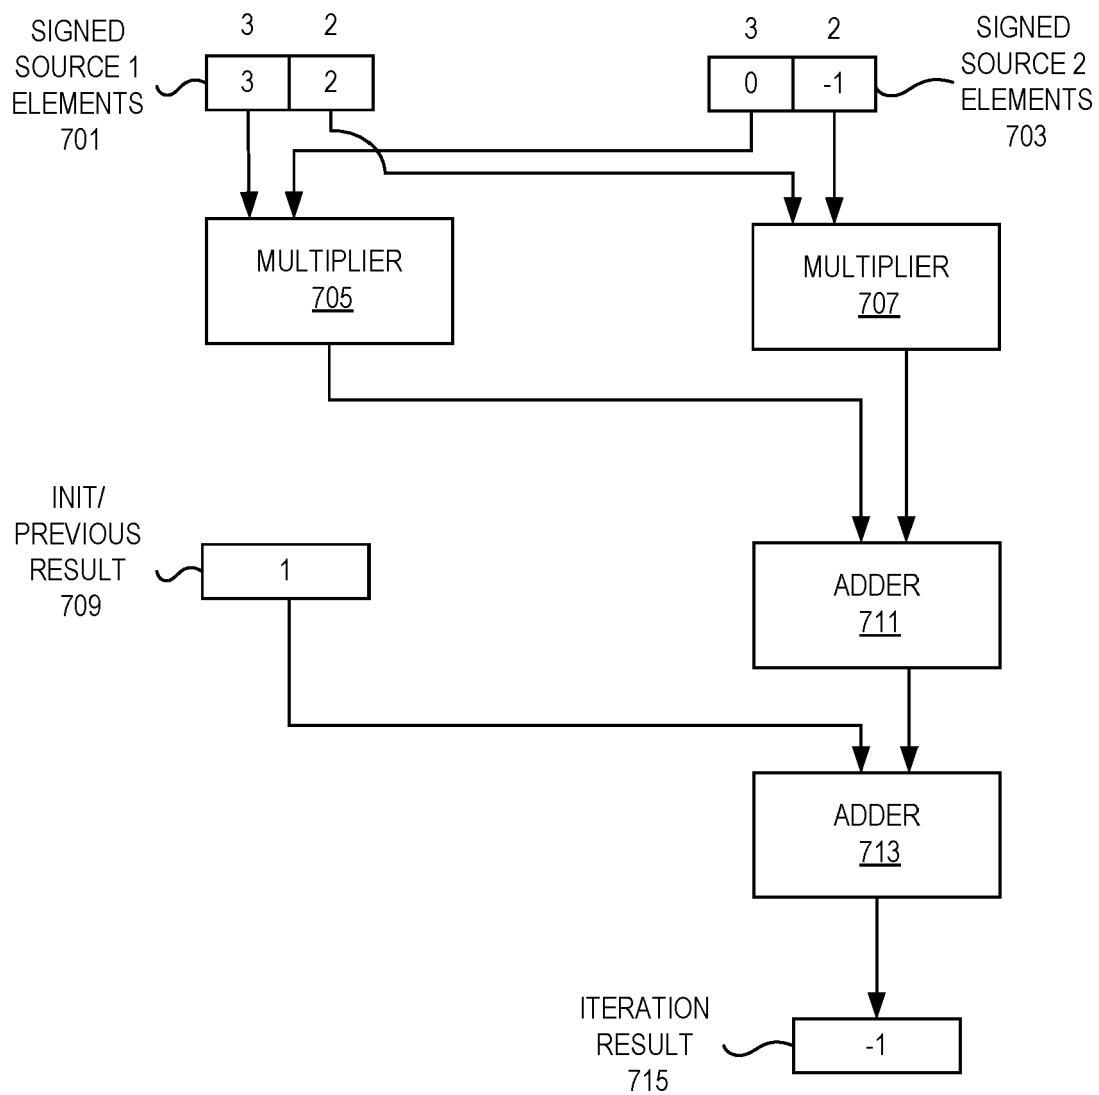 SIGNED
SOURCE 1
ELEMENTS
701
3 2
3 2
3 2
0 -1
SIGNED
SOURCE 2
ELEMENTS
703
MULTIPLIER
705
MULTIPLIER
707
INIT/
PREVIOUS
RESULT
709
1
ADDER
711
ADDER
713
ITERATION
RESULT
715
-1